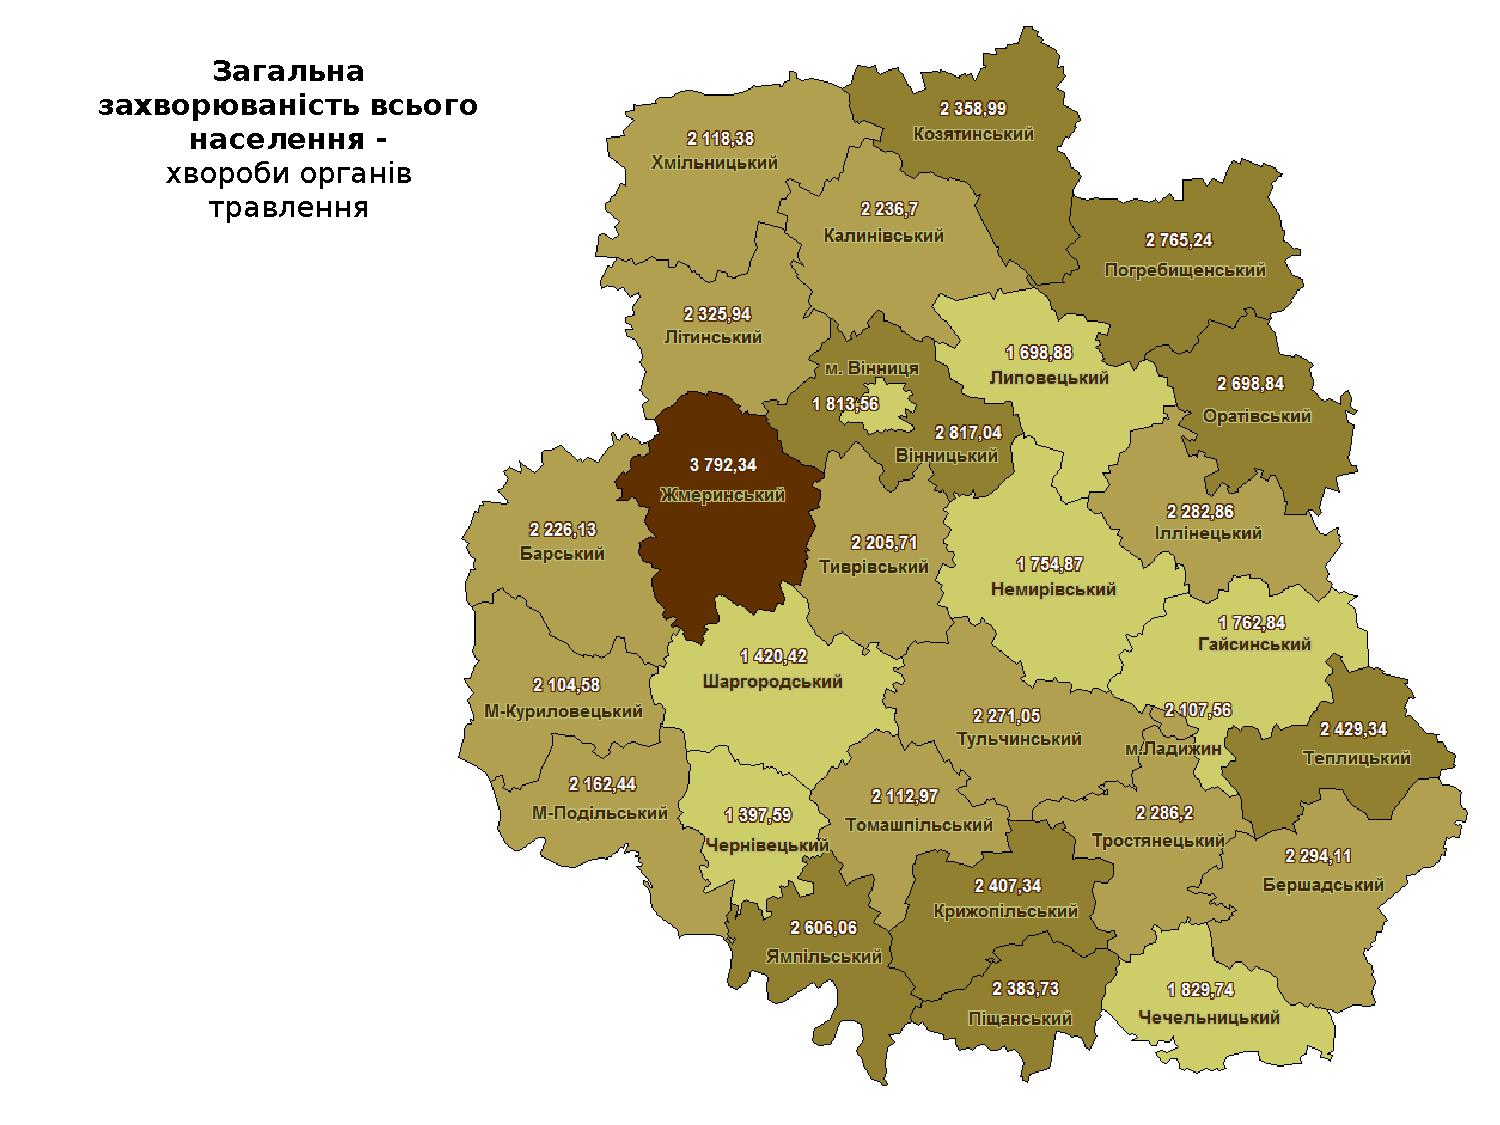 Загальна
захворюваність всього
населення -
хвороби органів
травлення
2 358,99
Козятинський
2 118,38
Хмільницький
2 236,7
Калинівський
2 765,24
Погребищенський
2 325,94
Літинський
1 698,88
Липовецький
м. Вінниця
1 813,56
2 698,84
Оратівський
2 817,04
Вінницький
3 792,34
Жмеринський
2 226,13
Барський
2 205,71
Тиврівський
2 282,86
Іллінецький
1 754,87
Немирівський
1 762,84
Гайсинський
1 420,42
Шаргородський
2 104,58
М-Куриловецький
2 271,05
Тульчинський
2 107,56
м.Ладижин
2 429,34
Теплицький
2 162,44
М-Подільський
1 397,59
Чернівецький
2 112,97
Томашпільський
2 286,2
Тростянецький
2 294,11
Бершадський
2 407,34
Крижопільський
2 606,06
Ямпільський
2 383,73
Піщанський
1 829,74
Чечельницький